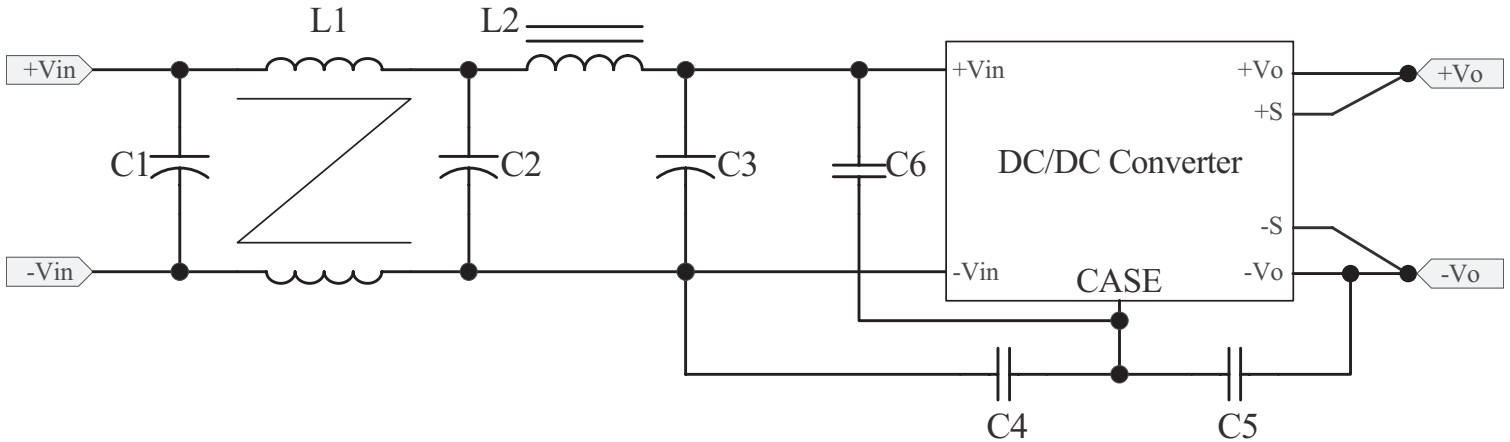 L1
L2
+Vin
C1
C2
C3
C6
+Vin
+Vo
+S
DC/DC Converter
-S
-Vin
-Vo
CASE
+Vo
-Vin
-Vo
C4
C5